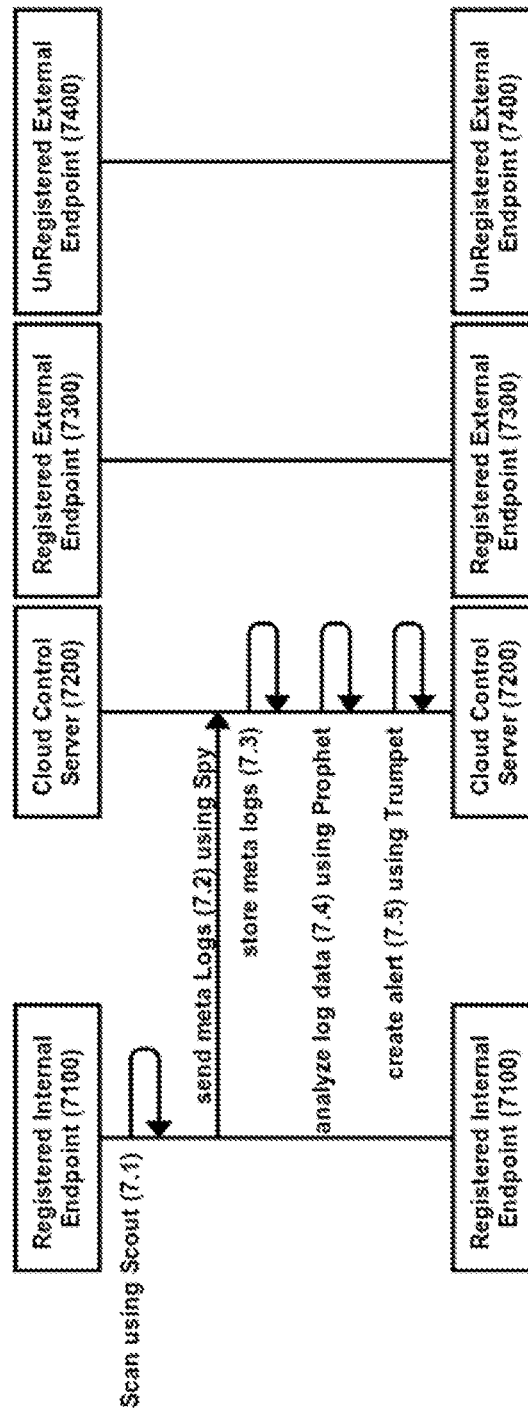 Registered Internal
Endpoint (7100)
Cloud Control
Server (7200)
Registered External
Endpoint (7300)
UnRegistered External
Endpoint (7400)
Scan using Scout (7.1)
send meta Logs (7.2) using Spy
store meta logs (7.3)
analyze log data (7.4) using Prophet
create alert (7.5) using Trumpet
Registered Internal
Endpoint (7100)
Cloud Control
Server (7200)
Registered External
Endpoint (7300)
UnRegistered External
Endpoint (7400)